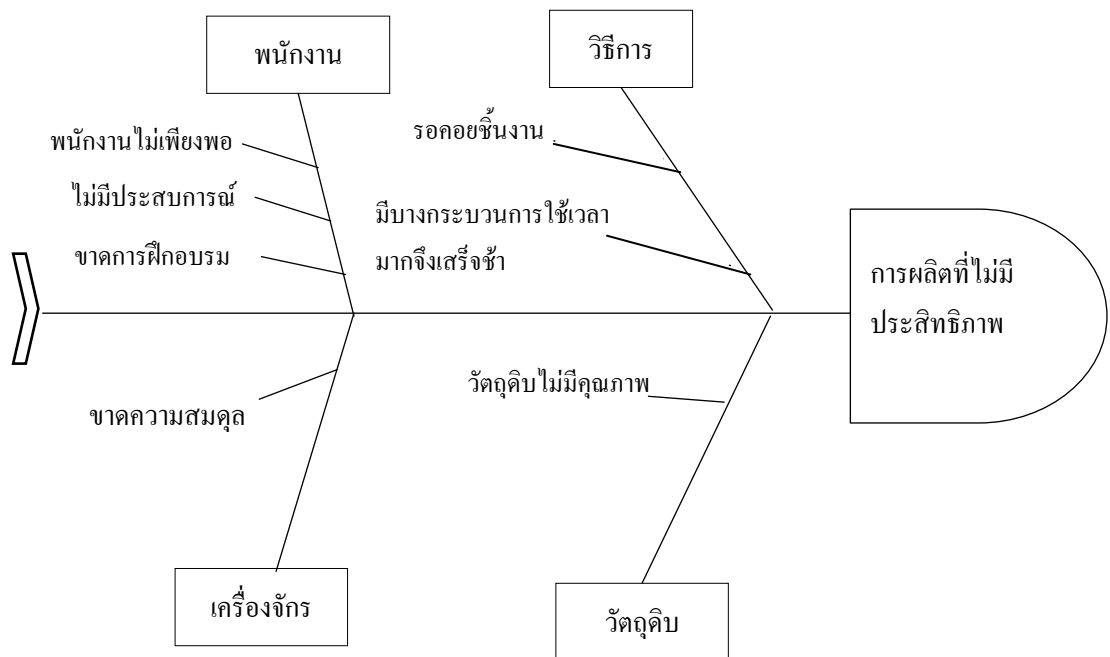 พนักงาน
วิธีการ
พนักงานไม่เพียงพอ
รอคอยชิ้นงาน
ไม่มีประสบการณ์
มีบางกระบวนการใช้เวลา
มากจึงเสร็จช้า
ขาดการฝึกอบรม
การผลิตที่ไม่มี
ประสิทธิภาพ
ขาดความสมดุล
วัตถุดิบไม่มีคุณภาพ
เครื่องจักร
วัตถุดิบ